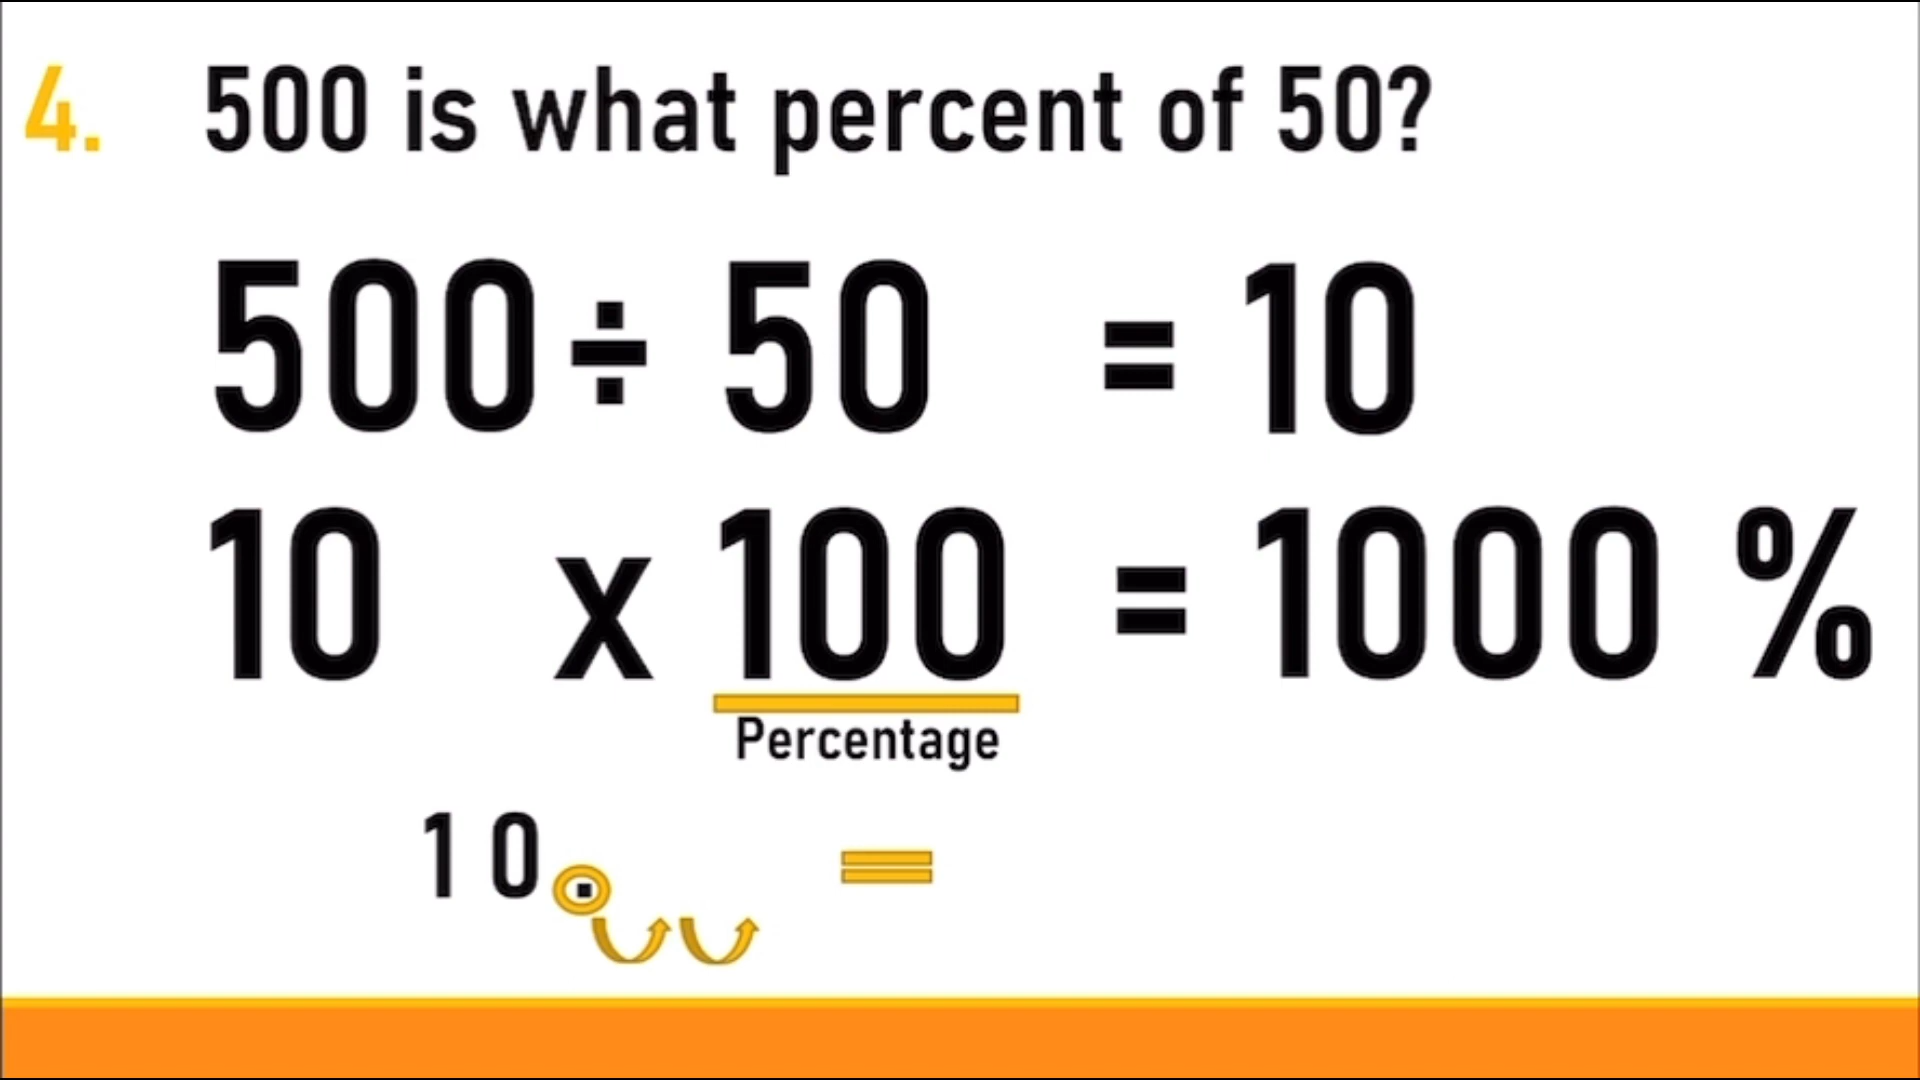 4. 500 is what percent of 50?
500 ÷ 50 = 10
10 x 100 = 1000 %
Percentage
10. =